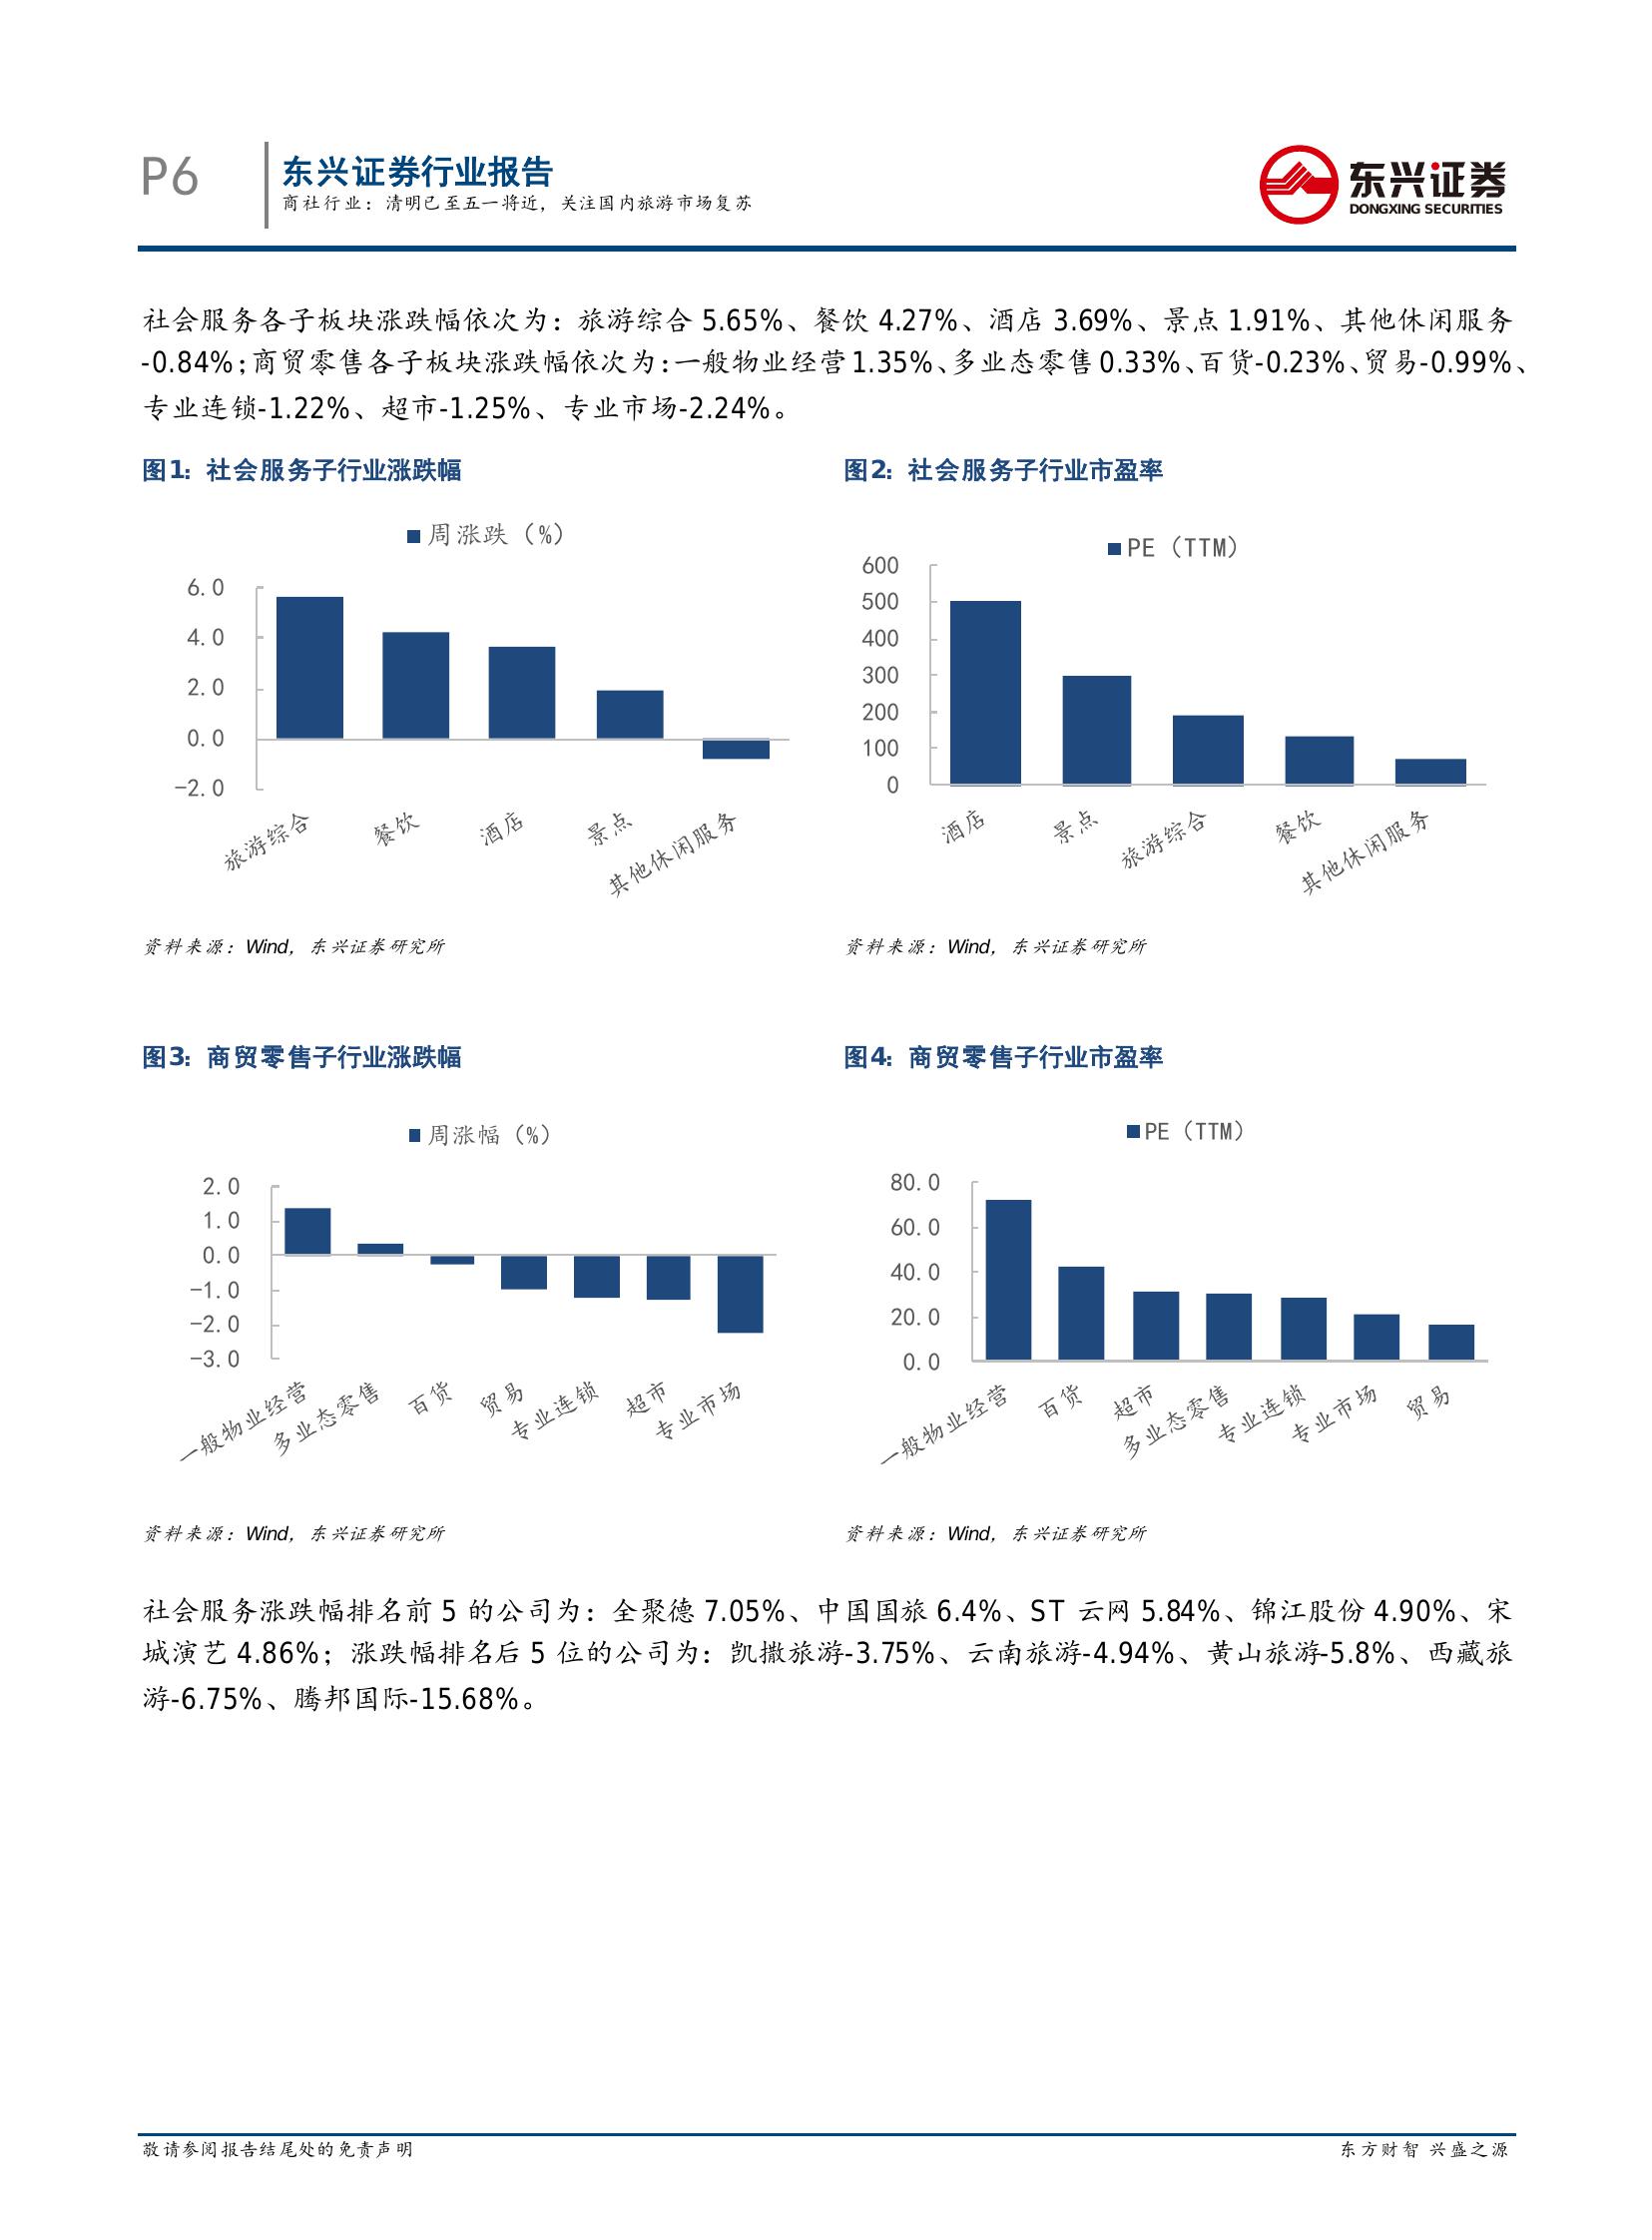 P6
东兴证券行业报告
商社行业：清明已至五一将近，关注国内旅游市场复苏
东兴证券
DONGXING SECURITIES
社会服务各子板块涨跌幅依次为：旅游综合 5.65%、餐饮 4.27%、酒店 3.69%、景点 1.91%、其他休闲服务
-0.84%；商贸零售各子板块涨跌幅依次为：一般物业经营 1.35%、多业态零售 0.33%、百货-0.23%、贸易-0.99%、
专业连锁-1.22%、超市-1.25%、专业市场-2.24%。
图1: 社会服务子行业涨跌幅
周涨跌（%）
6.0
4.0
2.0
0.0
-2.0
旅游综合
餐饮
酒店
景点
其他休闲服务
资料来源：Wind，东兴证券研究所
图2: 社会服务子行业市盈率
PE（TTM）
600
500
400
300
200
100
0
酒店
景点
旅游综合
餐饮
其他休闲服务
资料来源：Wind，东兴证券研究所
图3: 商贸零售子行业涨跌幅
周涨幅（%）
2.0
1.0
0.0
-1.0
-2.0
-3.0
一般物业经营
多业态零售
百货
贸易
专业连锁
超市
专业市场
资料来源：Wind，东兴证券研究所
图4: 商贸零售子行业市盈率
PE（TTM）
80.0
60.0
40.0
20.0
0.0
一般物业经营
百货
超市
多业态零售
专业连锁
专业市场
贸易
资料来源：Wind，东兴证券研究所
社会服务涨跌幅排名前 5 的公司为：全聚德 7.05%、中国国旅 6.4%、ST 云网 5.84%、锦江股份 4.90%、宋
城演艺 4.86%；涨跌幅排名后 5 位的公司为：凯撒旅游-3.75%、云南旅游-4.94%、黄山旅游-5.8%、西藏旅
游-6.75%、腾邦国际-15.68%。
敬请参阅报告结尾处的免责声明
东方财智 兴盛之源